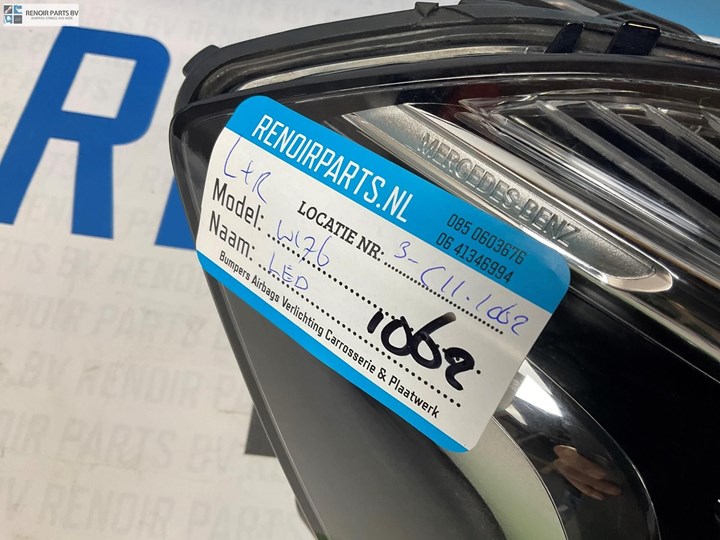 RENOIR PARTS BV
RENOIRPARTS.NL
085 0603676
06 41346994
L+R
LOCATIE NR: 3-C11.1062
Model: W176
Naam: LED
1062
Bumpers Airbags Verlichting Carrosserie & Plaatwerk
MERCEDES-BENZ